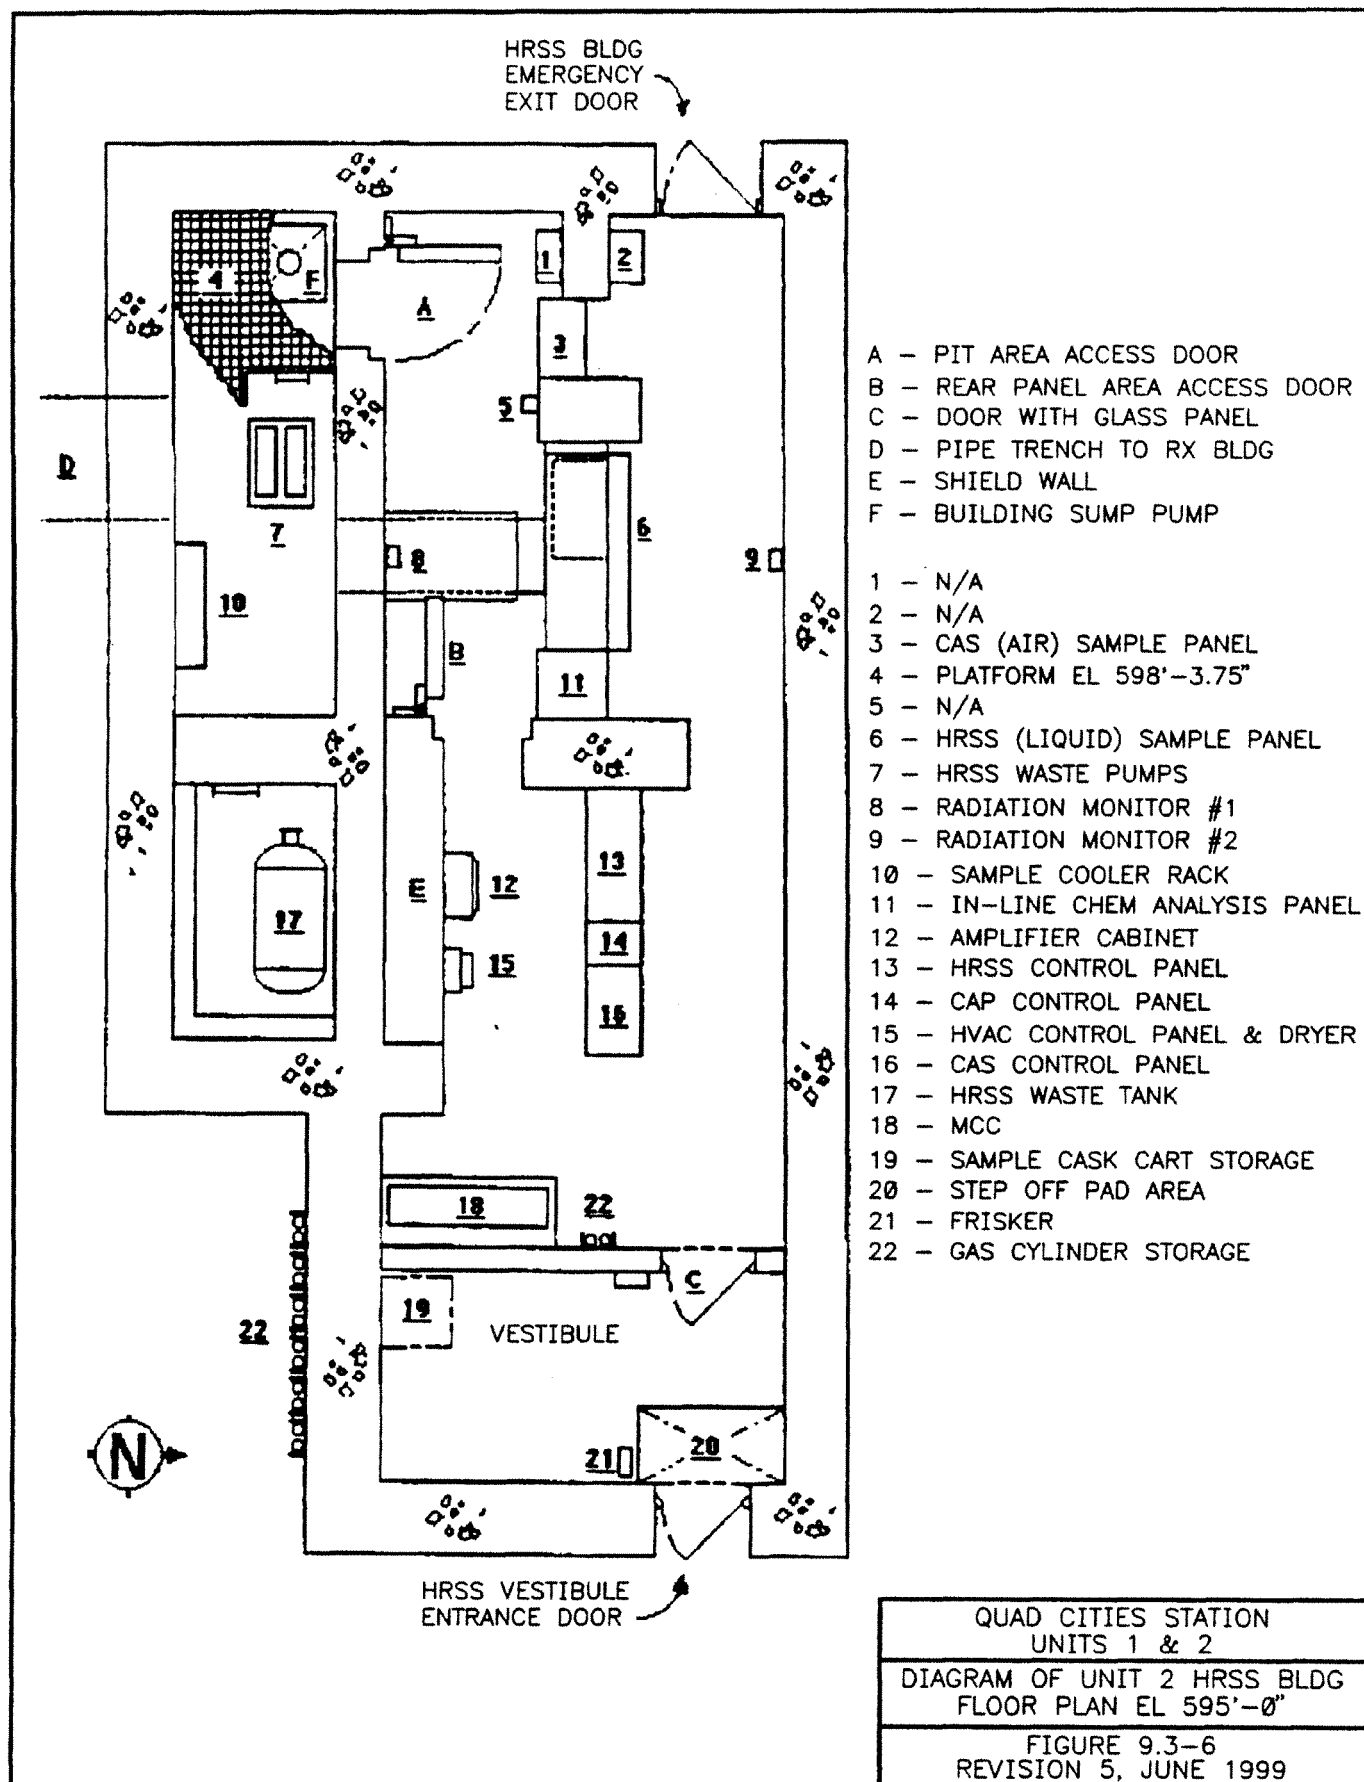 HRSS BLDG
EMERGENCY
EXIT DOOR
4
F
A
1
2
3
5
D
7
8
6
9
10
B
11
E
12
13
14
15
16
17
18
22
C
19
22
VESTIBULE
21
20
N
HRSS VESTIBULE
ENTRANCE DOOR
A – PIT AREA ACCESS DOOR
B – REAR PANEL AREA ACCESS DOOR
C – DOOR WITH GLASS PANEL
D – PIPE TRENCH TO RX BLDG
E – SHIELD WALL
F – BUILDING SUMP PUMP
1 – N/A
2 – N/A
3 – CAS (AIR) SAMPLE PANEL
4 – PLATFORM EL 598'–3.75"
5 – N/A
6 – HRSS (LIQUID) SAMPLE PANEL
7 – HRSS WASTE PUMPS
8 – RADIATION MONITOR #1
9 – RADIATION MONITOR #2
10 – SAMPLE COOLER RACK
11 – IN–LINE CHEM ANALYSIS PANEL
12 – AMPLIFIER CABINET
13 – HRSS CONTROL PANEL
14 – CAP CONTROL PANEL
15 – HVAC CONTROL PANEL & DRYER
16 – CAS CONTROL PANEL
17 – HRSS WASTE TANK
18 – MCC
19 – SAMPLE CASK CART STORAGE
20 – STEP OFF PAD AREA
21 – FRISKER
22 – GAS CYLINDER STORAGE
QUAD CITIES STATION
UNITS 1 & 2
DIAGRAM OF UNIT 2 HRSS BLDG
FLOOR PLAN EL 595'–0"
FIGURE 9.3–6
REVISION 5, JUNE 1999